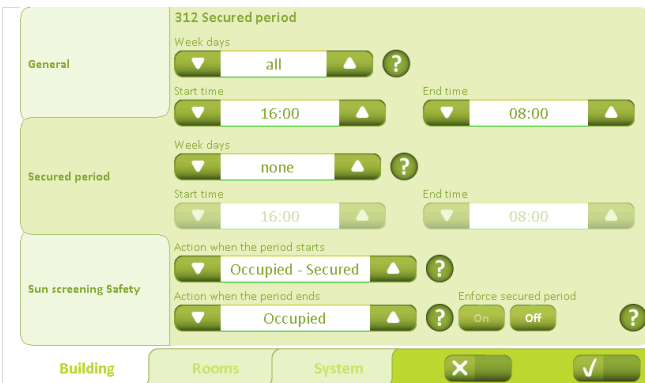 312 Secured period
General
Week days
all
?
Start time
End time
16:00
08:00
Secured period
Week days
none
?
Start time
End time
16:00
08:00
Sun screening Safety
Action when the period starts
Occupied - Secured
?
Action when the period ends
Enforce secured period
Occupied
?
On
Off
?
Building
Rooms
System